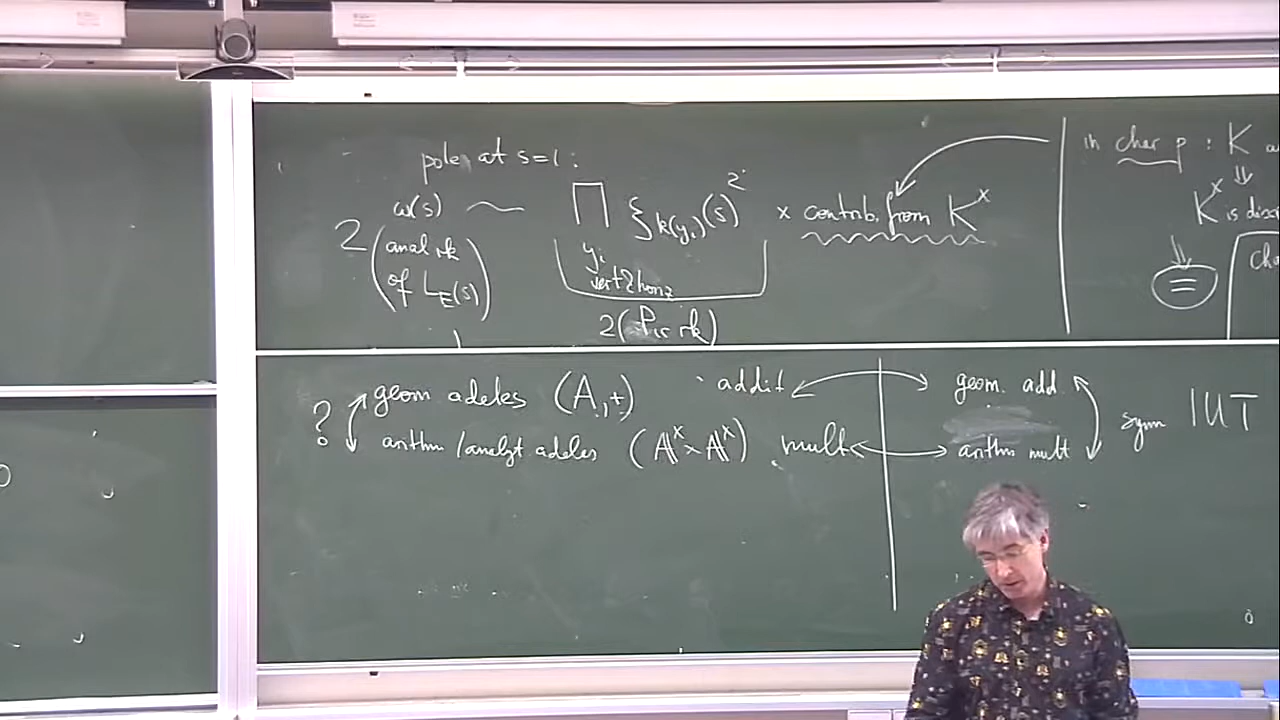 pole at s=1 :
ω(s) ~ ∏ ζ_{k(y_i)}(s)² × contrib. from K^×
y_i
vert & horiz
2 (anal rk
of L_E(s))
2 (Pic rk)
in char p : K
K^× is disc
=
? geom adeles (A,+)
arithm / analyt adeles (A^× × A^×)
addit
mult
geom. add
arithm mult
symm IUT